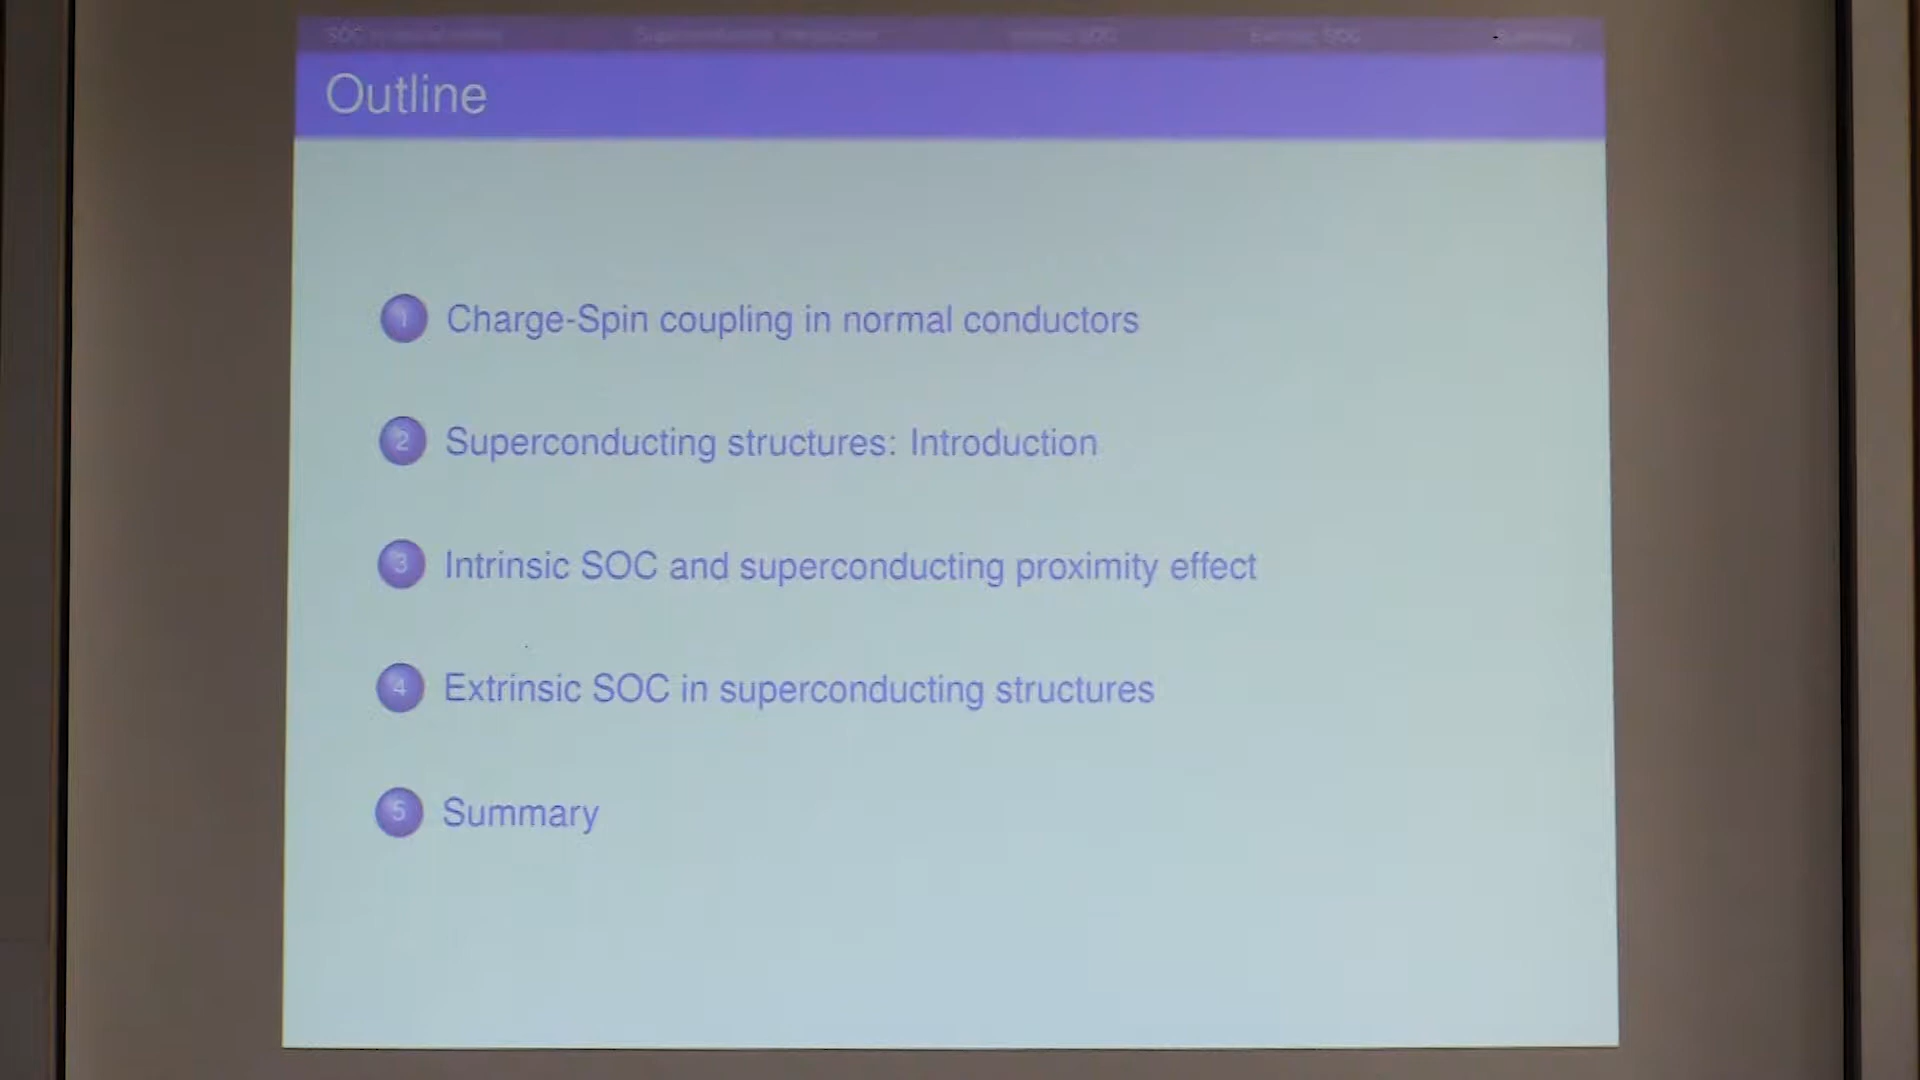 Outline
1 Charge-Spin coupling in normal conductors
2 Superconducting structures: Introduction
3 Intrinsic SOC and superconducting proximity effect
4 Extrinsic SOC in superconducting structures
5 Summary